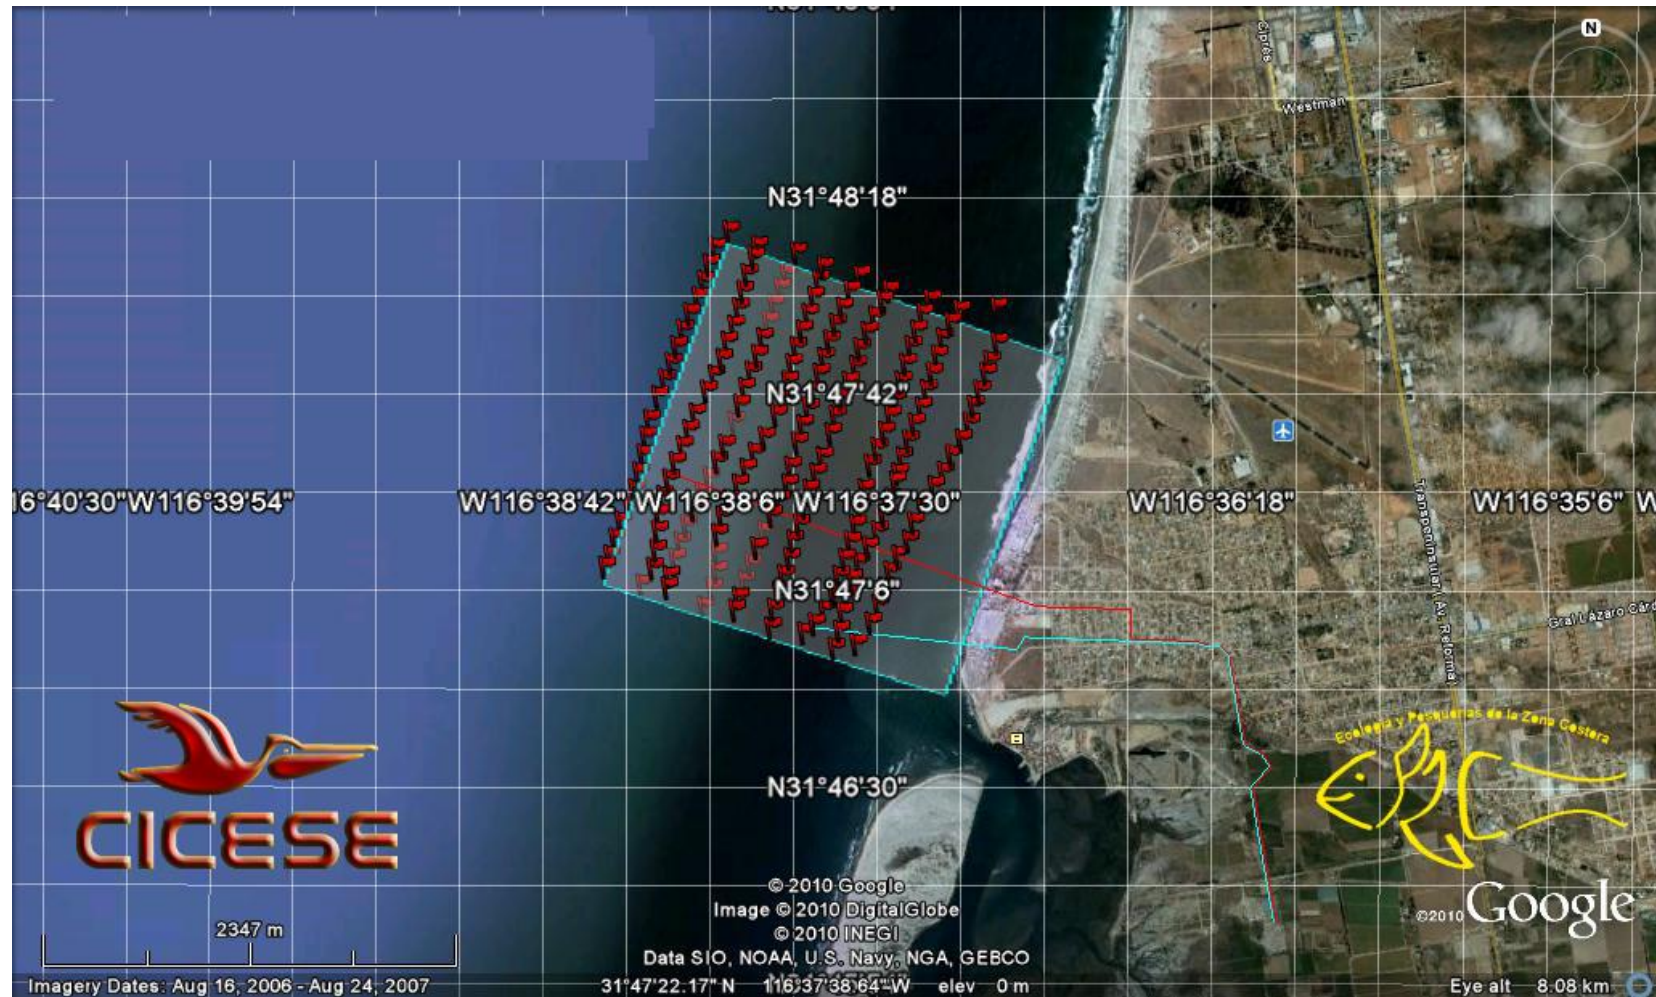 N
Ciprés
Westman
N31°48'18"
N31°47'42"
16°40'30"W116°39'54"
W116°38'42"
W116°38'6"
W116°37'30"
W116°36'18"
W116°35'6"
W
N31°47'6"
Transpeninsular (Av. Reforma)
Gral Lázaro Cárd
N31°46'30"
Ecología y Pesquerías de la Zona Costera
CICESE
© 2010 Google
Image © 2010 DigitalGlobe
© 2010 INEGI
Data SIO, NOAA, U.S. Navy, NGA, GEBCO
©2010 Google
2347 m
Imagery Dates: Aug 16, 2006 - Aug 24, 2007
31°47'22.17" N 116°37'38.64" W elev 0 m
Eye alt 8.08 km